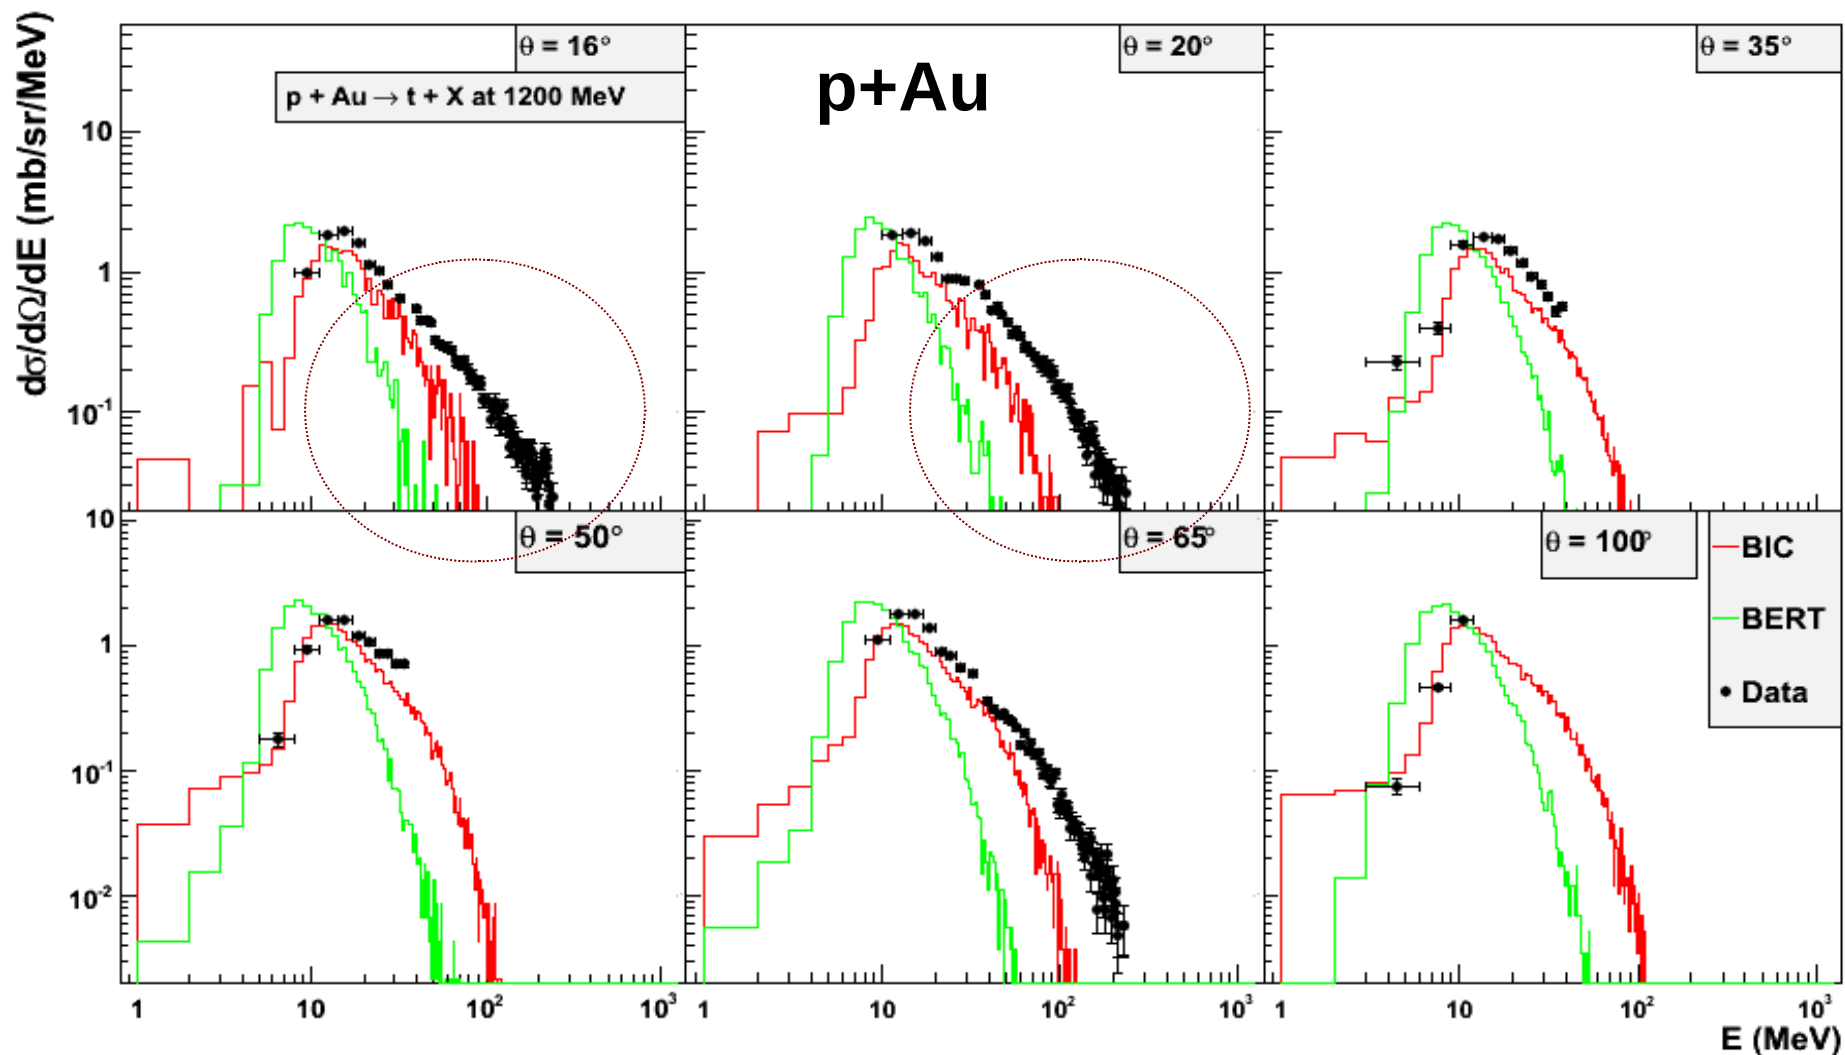 θ = 16°
p + Au → t + X at 1200 MeV
p+Au
θ = 20°
θ = 35°
dσ/dΩ/dE (mb/sr/MeV)
10
1
10⁻¹
θ = 50°
θ = 65°
θ = 100°
BIC
BERT
Data
10
1
10⁻¹
10⁻²
1 10 10² 10³
1 10 10² 10³
1 10 10² 10³
E (MeV)